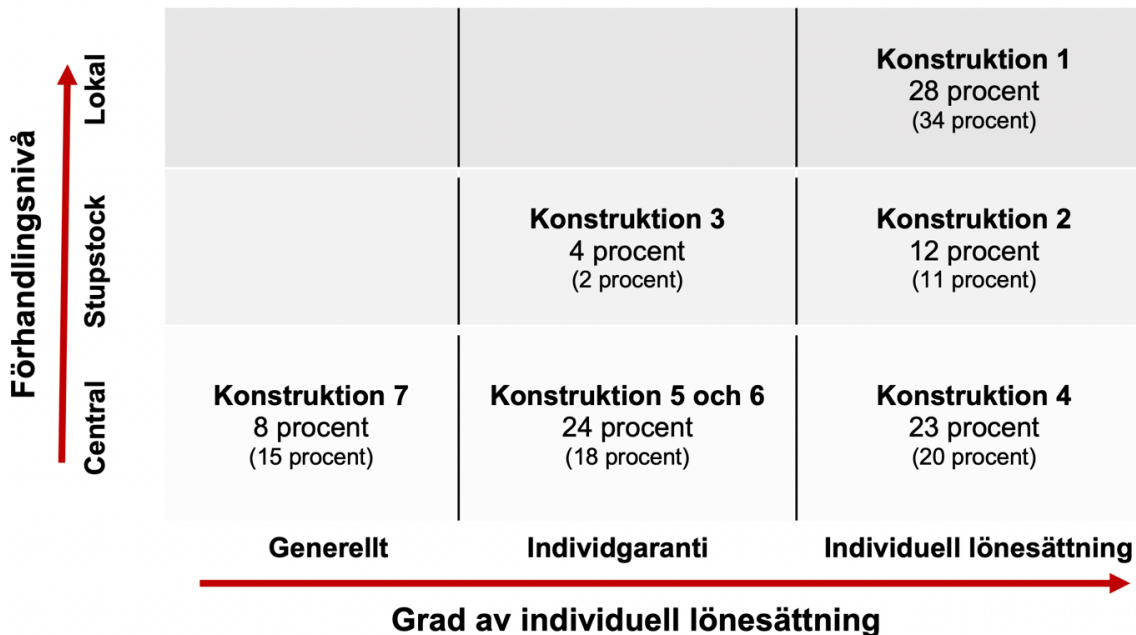 Förhandlingsnivå
Lokal
Stupstock
Central
Konstruktion 1
28 procent
(34 procent)
Konstruktion 3
4 procent
(2 procent)
Konstruktion 2
12 procent
(11 procent)
Konstruktion 7
8 procent
(15 procent)
Konstruktion 5 och 6
24 procent
(18 procent)
Konstruktion 4
23 procent
(20 procent)
Generellt
Individgaranti
Individuell lönesättning
Grad av individuell lönesättning